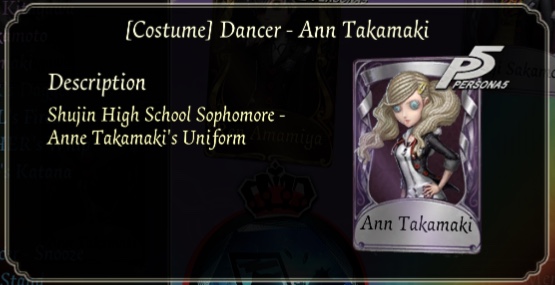 [Costume] Dancer - Ann Takamaki
Description
Shujin High School Sophomore -
Anne Takamaki's Uniform
P5
PERSONA5
Ann Takamaki